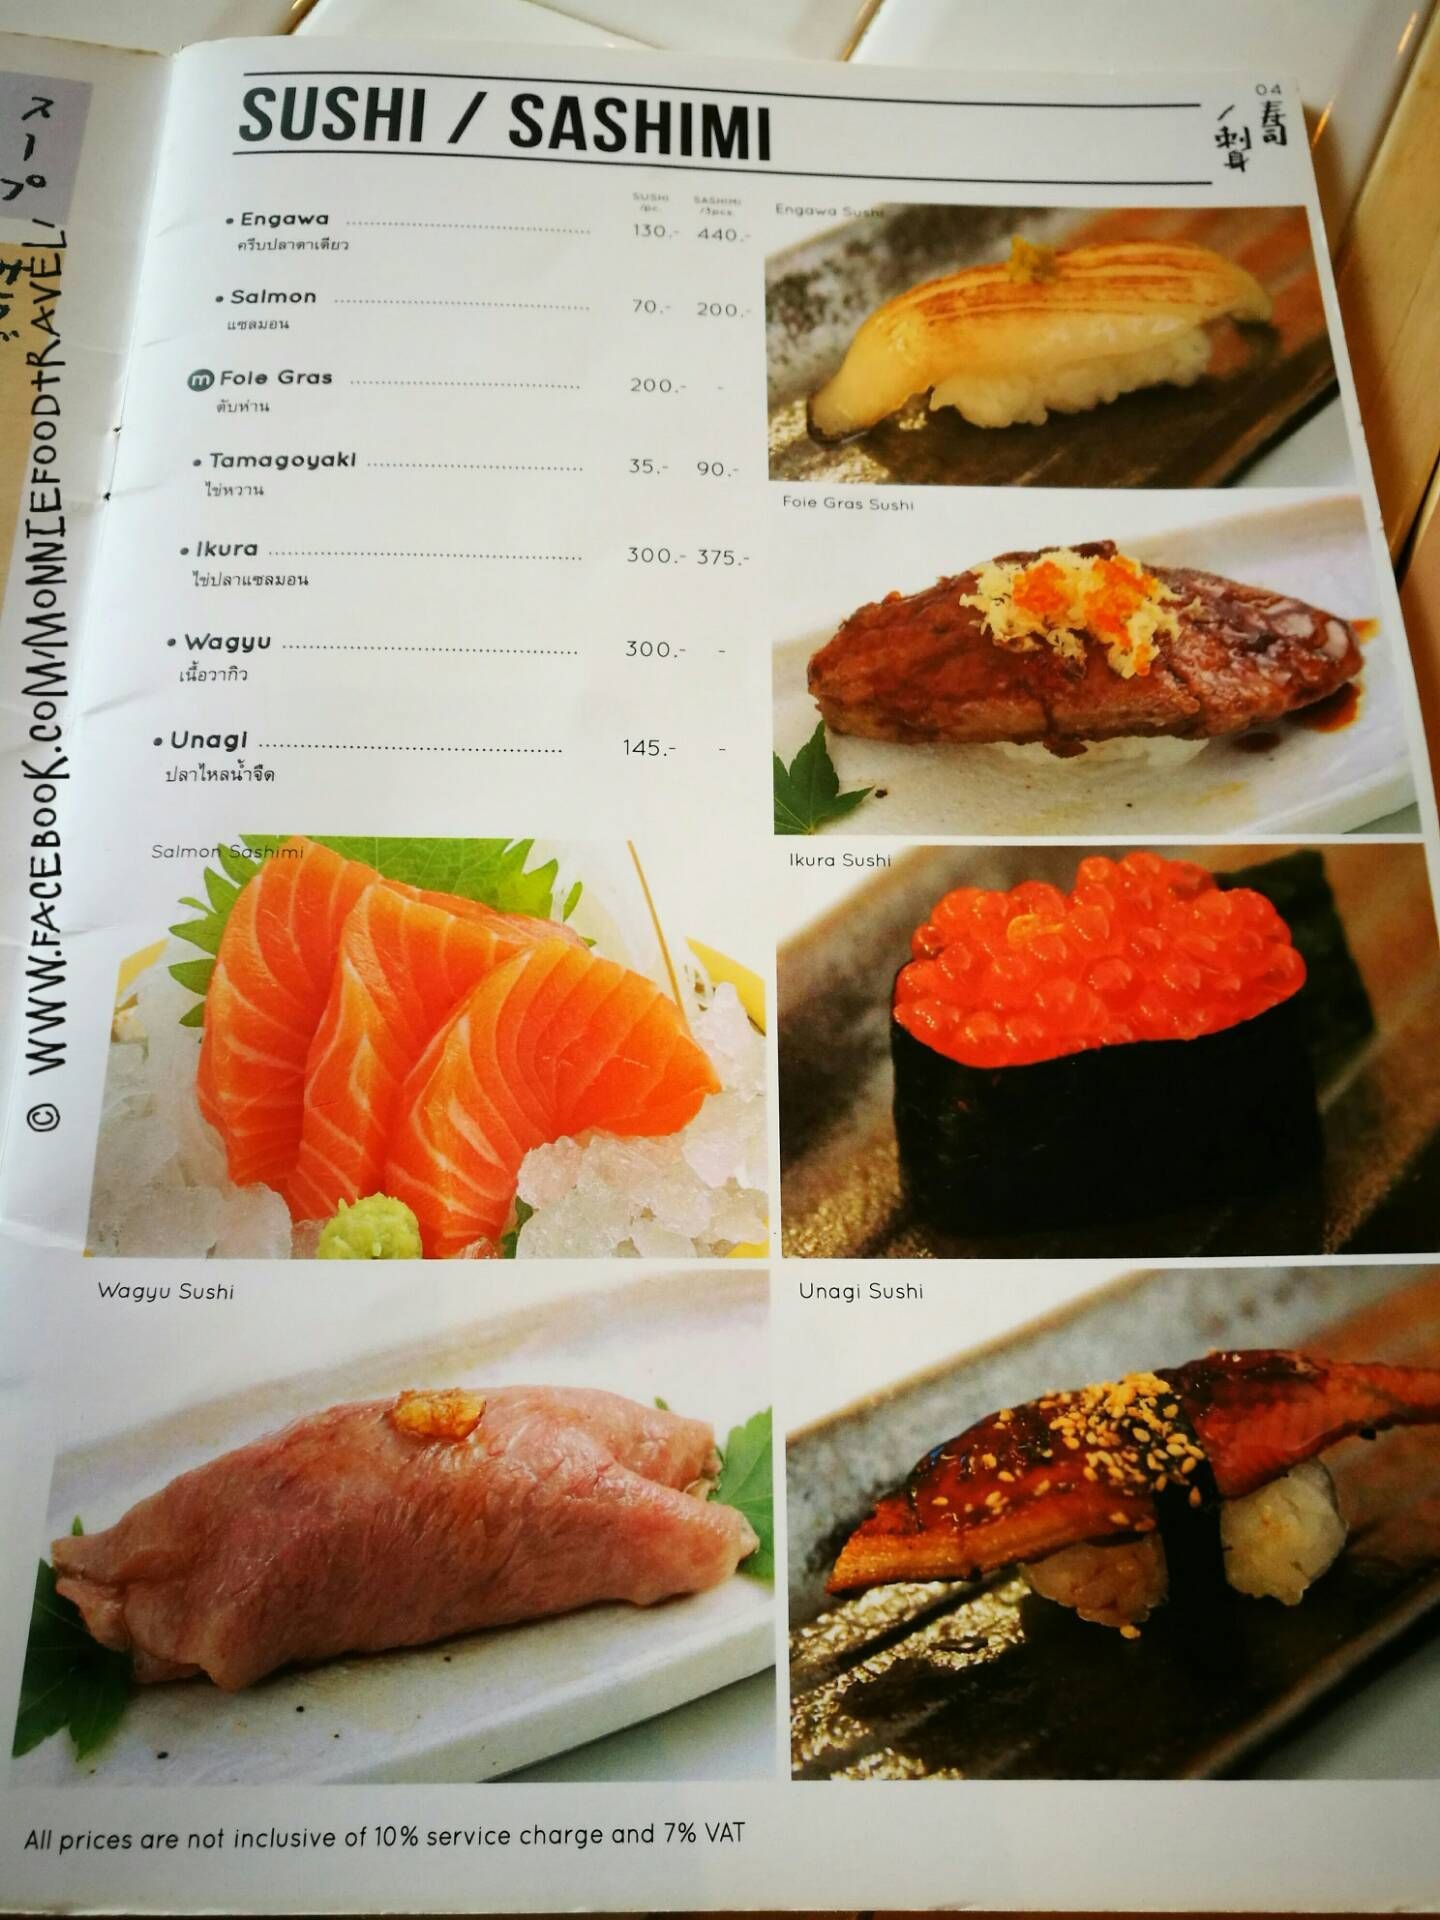 SUSHI / SASHIMI
04
寿司
/刺身
SUSHI /pc. SASHIMI /3pcs.
• Engawa 130.- 440.-
ครีบปลาตาเดียว
• Salmon 70.- 200.-
แซลมอน
m Foie Gras 200.- -
ตับห่าน
• Tamagoyaki 35.- 90.-
ไข่หวาน
• Ikura 300.- 375.-
ไข่ปลาแซลมอน
• Wagyu 300.- -
เนื้อวากิว
• Unagi 145.- -
ปลาไหลน้ำจืด
Engawa Sushi
Foie Gras Sushi
Salmon Sashimi
Ikura Sushi
Wagyu Sushi
Unagi Sushi
All prices are not inclusive of 10% service charge and 7% VAT
スープ
© WWW.FACEBOOK.COM/MONNIEFOODTRAVEL/